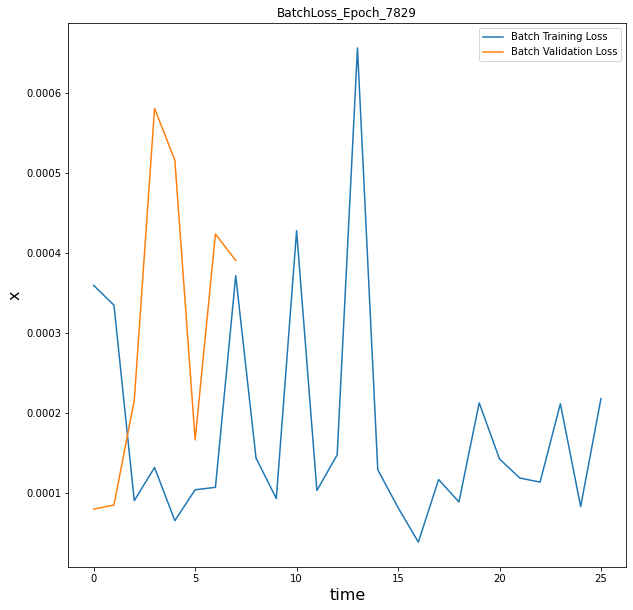 BatchLoss_Epoch_7829
Batch Training Loss
Batch Validation Loss
0.0006
0.0005
0.0004
0.0003
0.0002
0.0001
x
0 5 10 15 20 25
time